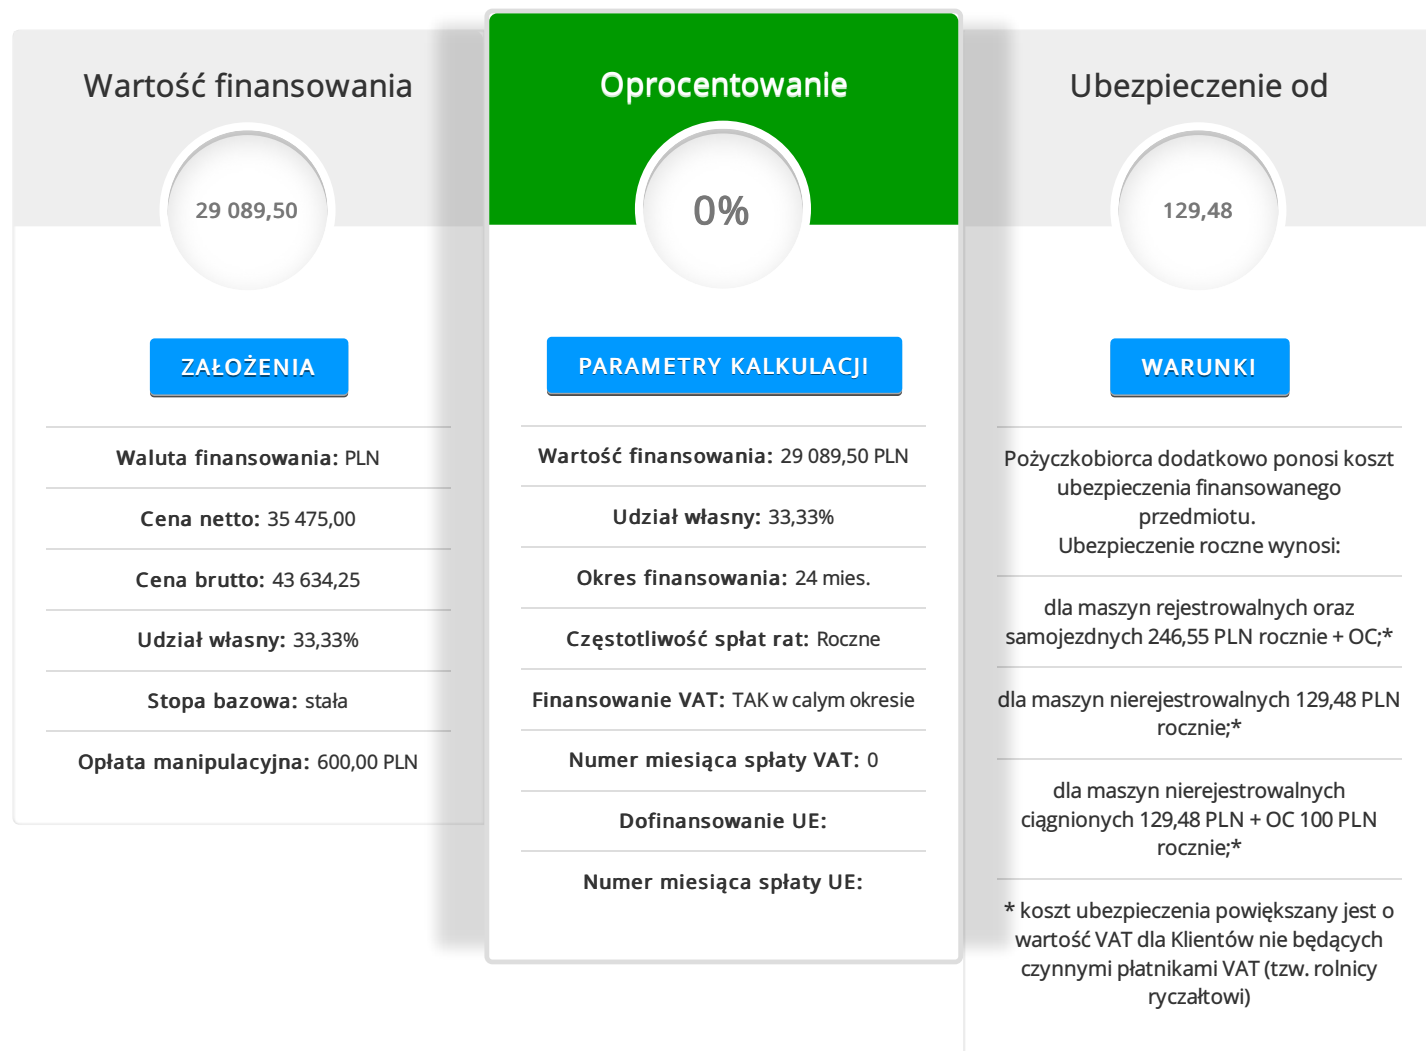 Wartość finansowania
29 089,50
ZAŁOŻENIA
Waluta finansowania: PLN
Cena netto: 35 475,00
Cena brutto: 43 634,25
Udział własny: 33,33%
Stopa bazowa: stała
Opłata manipulacyjna: 600,00 PLN
Oprocentowanie
0%
PARAMETRY KALKULACJI
Wartość finansowania: 29 089,50 PLN
Udział własny: 33,33%
Okres finansowania: 24 mies.
Częstotliwość spłat rat: Roczne
Finansowanie VAT: TAK w calym okresie
Numer miesiąca spłaty VAT: 0
Dofinansowanie UE:
Numer miesiąca spłaty UE:
Ubezpieczenie od
129,48
WARUNKI
Pożyczkobiorca dodatkowo ponosi koszt
ubezpieczenia finansowanego
przedmiotu.
Ubezpieczenie roczne wynosi:
dla maszyn rejestrowalnych oraz
samojezdnych 246,55 PLN rocznie + OC;*
dla maszyn nierejestrowalnych 129,48 PLN
rocznie;*
dla maszyn nierejestrowalnych
ciągnionych 129,48 PLN + OC 100 PLN
rocznie;*
* koszt ubezpieczenia powiększany jest o
wartość VAT dla Klientów nie będących
czynnymi płatnikami VAT (tzw. rolnicy
ryczałtowi)